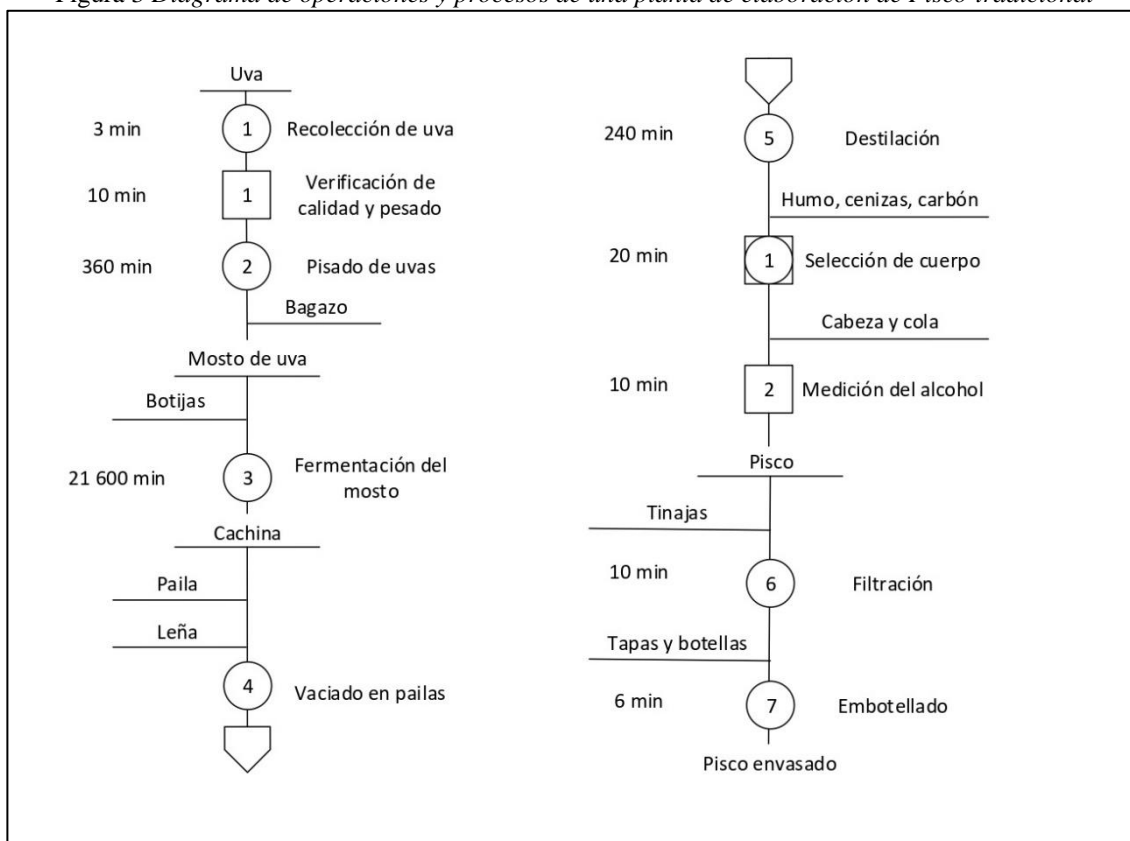 Figura 3 Diagrama de operaciones y procesos de una planta de elaboración de Pisco tradicional
Uva
3 min
1
Recolección de uva
10 min
1
Verificación de
calidad y pesado
360 min
2
Pisado de uvas
Bagazo
Mosto de uva
Botijas
21 600 min
3
Fermentación del
mosto
Cachina
Paila
Leña
4
Vaciado en pailas
240 min
5
Destilación
Humo, cenizas, carbón
20 min
1
Selección de cuerpo
Cabeza y cola
10 min
2
Medición del alcohol
Pisco
Tinajas
10 min
6
Filtración
Tapas y botellas
6 min
7
Embotellado
Pisco envasado